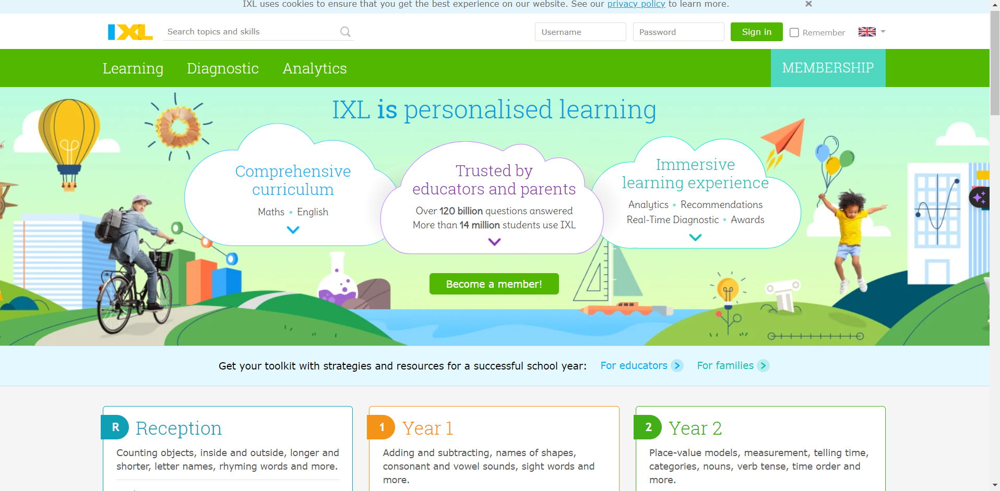 IXL uses cookies to ensure that you get the best experience on our website. See our privacy policy to learn more.
IXL
Search topics and skills
Username
Password
Sign in
Remember
Learning
Diagnostic
Analytics
MEMBERSHIP
IXL is personalised learning
Comprehensive
curriculum
Maths • English
Trusted by
educators and parents
Over 120 billion questions answered
More than 14 million students use IXL
Immersive
learning experience
Analytics • Recommendations
Real-Time Diagnostic • Awards
Become a member!
Get your toolkit with strategies and resources for a successful school year:
For educators
For families
R
Reception
Counting objects, inside and outside, longer and
shorter, letter names, rhyming words and more.
1
Year 1
Adding and subtracting, names of shapes,
consonant and vowel sounds, sight words and
more.
2
Year 2
Place-value models, measurement, telling time,
categories, nouns, verb tense, time order and
more.